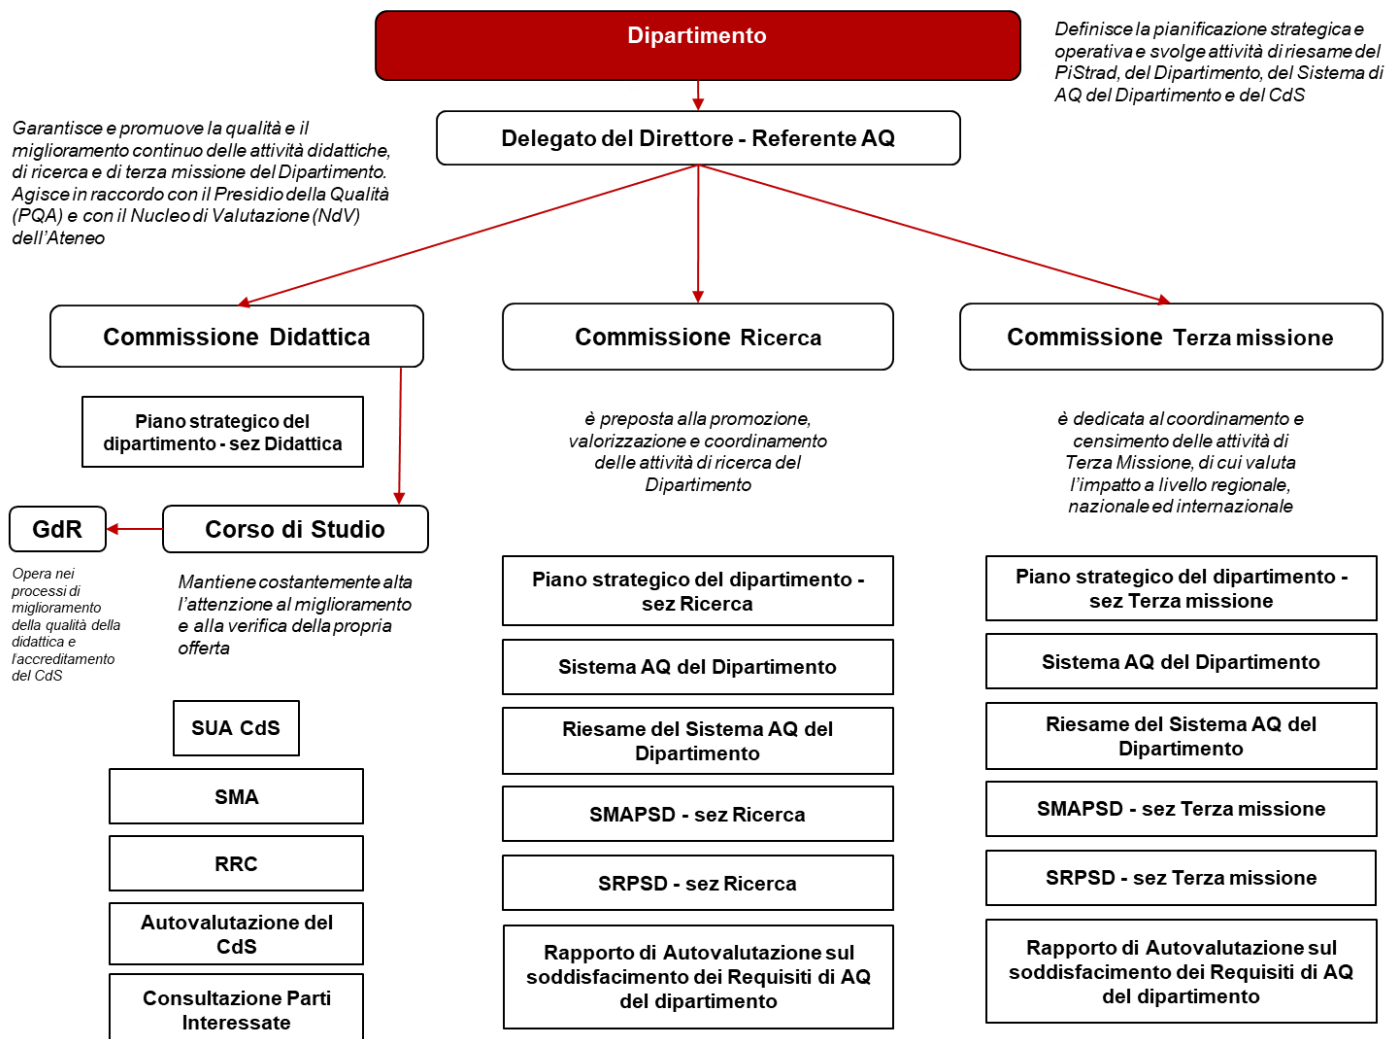 Dipartimento
Definisce la pianificazione strategica e
operativa e svolge attività di riesame del
PiStrad, del Dipartimento, del Sistema di
AQ del Dipartimento e del CdS
Delegato del Direttore - Referente AQ
Garantisce e promuove la qualità e il
miglioramento continuo delle attività didattiche,
di ricerca e di terza missione del Dipartimento.
Agisce in raccordo con il Presidio della Qualità
(PQA) e con il Nucleo di Valutazione (NdV)
dell'Ateneo
Commissione Didattica
Piano strategico del
dipartimento - sez Didattica
GdR
Corso di Studio
Opera nei
processi di
miglioramento
della qualità della
didattica e
l'accreditamento
del CdS
Mantiene costantemente alta
l'attenzione al miglioramento
e alla verifica della propria
offerta
SUA CdS
SMA
RRC
Autovalutazione del
CdS
Consultazione Parti
Interessate
Commissione Ricerca
è preposta alla promozione,
valorizzazione e coordinamento
delle attività di ricerca del
Dipartimento
Piano strategico del dipartimento -
sez Ricerca
Sistema AQ del Dipartimento
Riesame del Sistema AQ del
Dipartimento
SMAPSD - sez Ricerca
SRPSD - sez Ricerca
Rapporto di Autovalutazione sul
soddisfacimento dei Requisiti di AQ
del dipartimento
Commissione Terza missione
è dedicata al coordinamento e
censimento delle attività di
Terza Missione, di cui valuta
l'impatto a livello regionale,
nazionale ed internazionale
Piano strategico del dipartimento -
sez Terza missione
Sistema AQ del Dipartimento
Riesame del Sistema AQ del
Dipartimento
SMAPSD - sez Terza missione
SRPSD - sez Terza missione
Rapporto di Autovalutazione sul
soddisfacimento dei Requisiti di AQ
del dipartimento